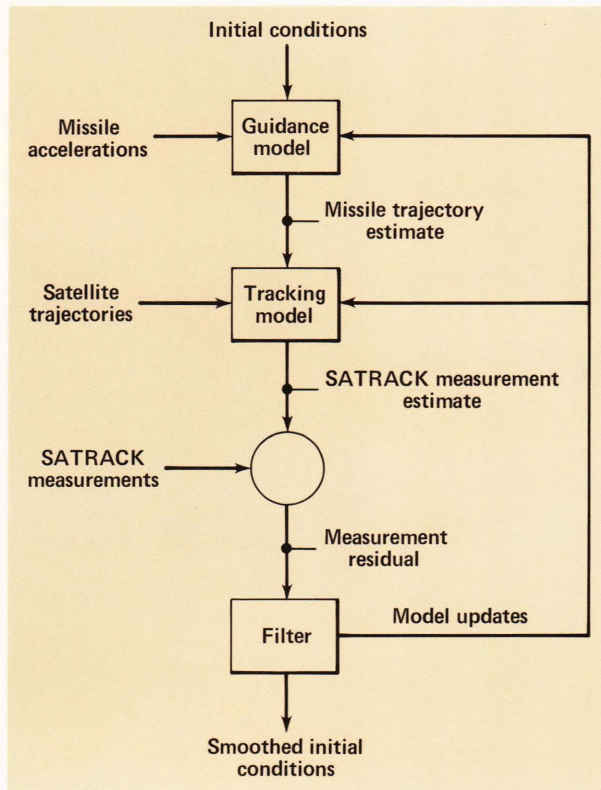 Initial conditions
Missile
accelerations
Guidance
model
Missile trajectory
estimate
Satellite
trajectories
Tracking
model
SATRACK measurement
estimate
SATRACK
measurements
Measurement
residual
Filter
Model updates
Smoothed initial
conditions